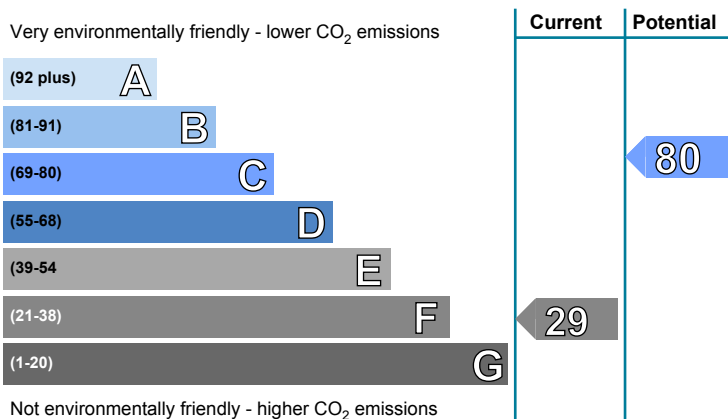 Current Potential
Very environmentally friendly - lower CO2 emissions
(92 plus) A
(81-91) B
80
(69-80) C
(55-68) D
(39-54 E
(21-38) F 29
(1-20) G
Not environmentally friendly - higher CO2 emissions